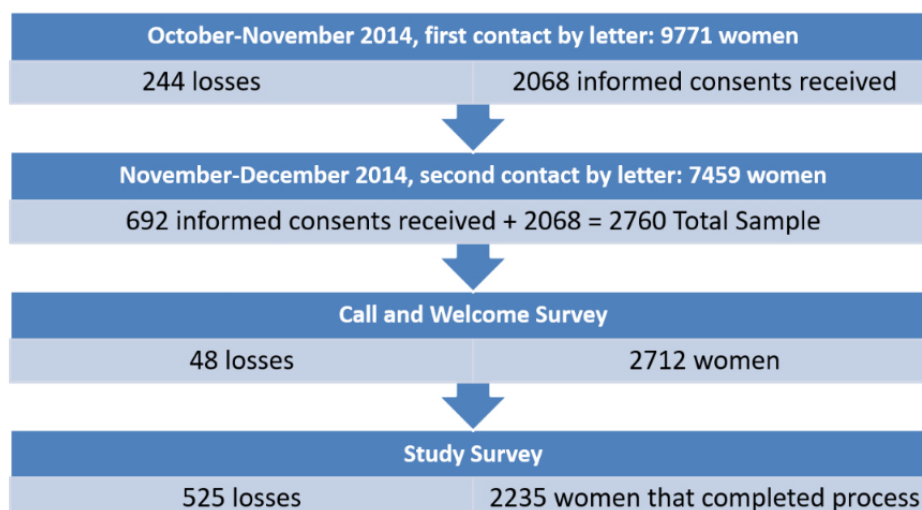 October-November 2014, first contact by letter: 9771 women
244 losses
2068 informed consents received
November-December 2014, second contact by letter: 7459 women
692 informed consents received + 2068 = 2760 Total Sample
Call and Welcome Survey
48 losses
2712 women
Study Survey
525 losses
2235 women that completed process